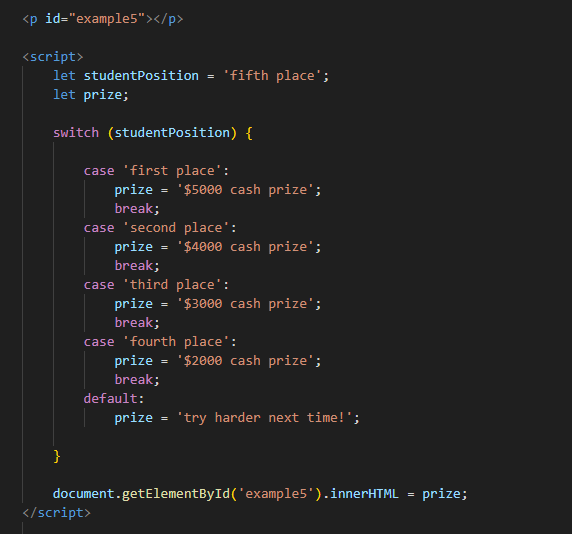 <p id="example5"></p>
<script>
let studentPosition = 'fifth place';
let prize;
switch (studentPosition) {
case 'first place':
prize = '$5000 cash prize';
break;
case 'second place':
prize = '$4000 cash prize';
break;
case 'third place':
prize = '$3000 cash prize';
break;
case 'fourth place':
prize = '$2000 cash prize';
break;
default:
prize = 'try harder next time!';
}
document.getElementById('example5').innerHTML = prize;
</script>